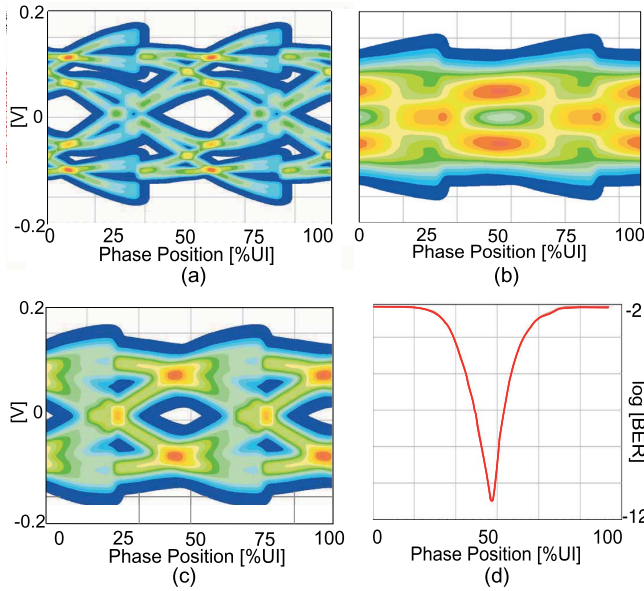 0.2
[V]
0
-0.2
0 25 50 75 100
Phase Position [%UI]
(a)
0 25 50 75 100
Phase Position [%UI]
(b)
0.2
[V]
0
-0.2
0 25 50 75 100
Phase Position [%UI]
(c)
-2
log [BER]
-12
0 50 100
Phase Position [%UI]
(d)